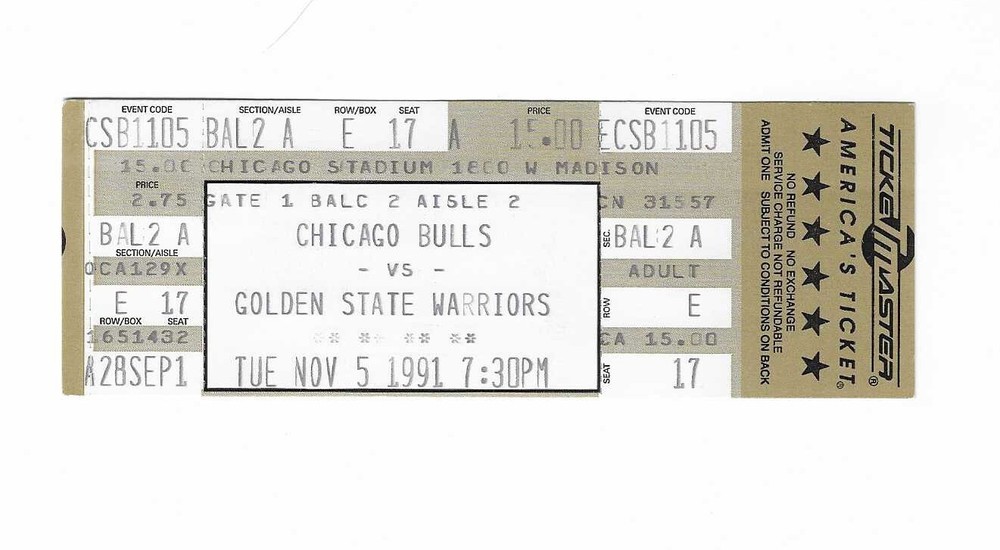 EVENT CODE SECTION/AISLE ROW/BOX SEAT PRICE EVENT CODE
CSB1105 BAL2 A E 17 A 15.00 ECSB1105
15.00 CHICAGO STADIUM 1800 W MADISON
PRICE
2.75 GATE 1 BALC 2 AISLE 2 CN 31557
BAL2 A CHICAGO BULLS SEC. BAL2 A
SECTION/AISLE
OCA129X - VS - ADULT
E 17 GOLDEN STATE WARRIORS ROW E
ROW/BOX SEAT
1651432 ** ** ** ** CA 15.00
A28SEP1 TUE NOV 5 1991 7:30PM SEAT 17
TICKETMASTER®
AMERICA'S TICKET®
★ ★ ★ ★ ★ ★
NO REFUND NO EXCHANGE
SERVICE CHARGE NOT REFUNDABLE
ADMIT ONE SUBJECT TO CONDITIONS ON BACK